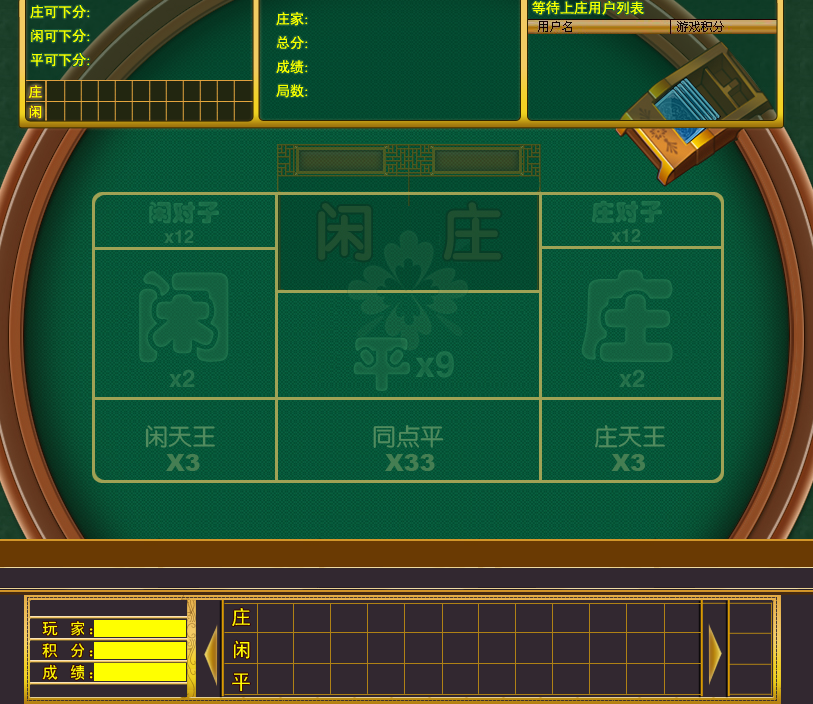 庄可下分:
闲可下分:
平可下分:
庄
闲
庄家:
总分:
成绩:
局数:
等待上庄用户列表
用户名 游戏积分
闲 庄
闲对子
x12
庄对子
x12
闲
x2
平x9
庄
x2
闲天王
X3
同点平
X33
庄天王
X3
玩 家:
积 分:
成 绩:
庄
闲
平